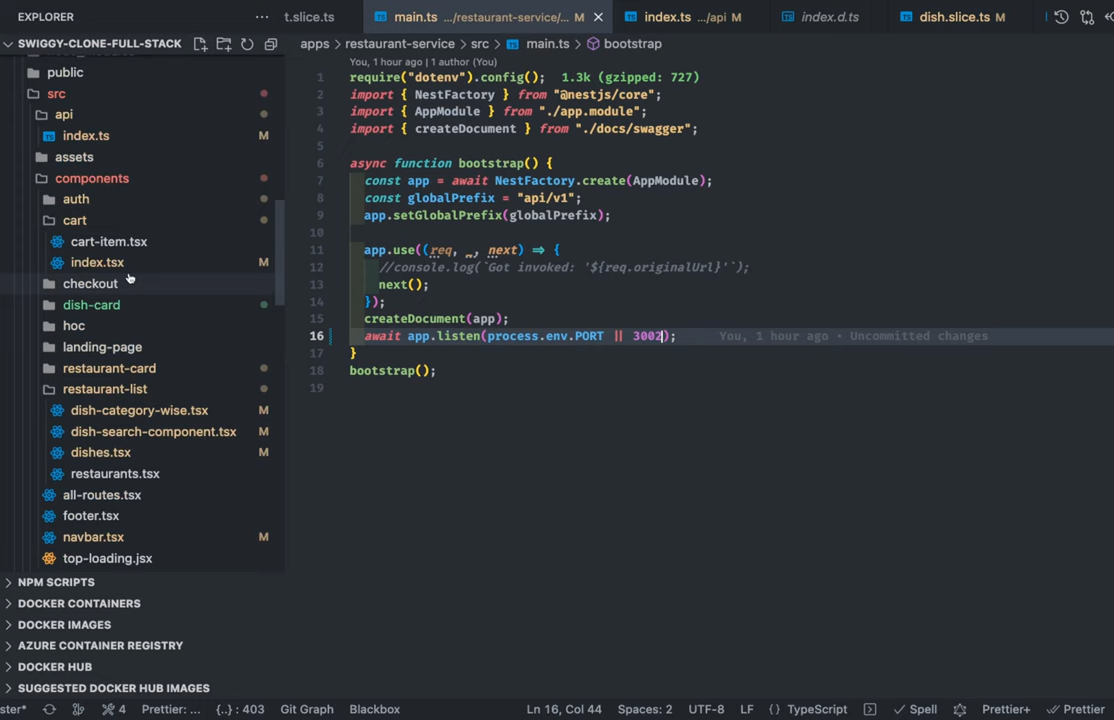 EXPLORER
t.slice.ts
main.ts .../restaurant-service/... M
index.ts .../api M
index.d.ts
dish.slice.ts M
SWIGGY-CLONE-FULL-STACK
apps > restaurant-service > src > main.ts > bootstrap
You, 1 hour ago | 1 author (You)
public
src
api
index.ts M
assets
components
auth
cart
cart-item.tsx
index.tsx M
checkout
dish-card
hoc
landing-page
restaurant-card
restaurant-list
dish-category-wise.tsx M
dish-search-component.tsx M
dishes.tsx M
restaurants.tsx
all-routes.tsx
footer.tsx
navbar.tsx M
top-loading.jsx
NPM SCRIPTS
DOCKER CONTAINERS
DOCKER IMAGES
AZURE CONTAINER REGISTRY
DOCKER HUB
SUGGESTED DOCKER HUB IMAGES
1 require("dotenv").config(); 1.3k (gzipped: 727)
2 import { NestFactory } from "@nestjs/core";
3 import { AppModule } from "./app.module";
4 import { createDocument } from "./docs/swagger";
5
6 async function bootstrap() {
7 const app = await NestFactory.create(AppModule);
8 const globalPrefix = "api/v1";
9 app.setGlobalPrefix(globalPrefix);
10
11 app.use((req, _, next) => {
12 //console.log(`Got invoked: '${req.originalUrl}'`);
13 next();
14 });
15 createDocument(app);
16 await app.listen(process.env.PORT || 3002); You, 1 hour ago • Uncommitted changes
17 }
18 bootstrap();
19
ster* 4 Prettier: ... {..} : 403 Git Graph Blackbox Ln 16, Col 44 Spaces: 2 UTF-8 LF {} TypeScript Spell Prettier+ Prettier